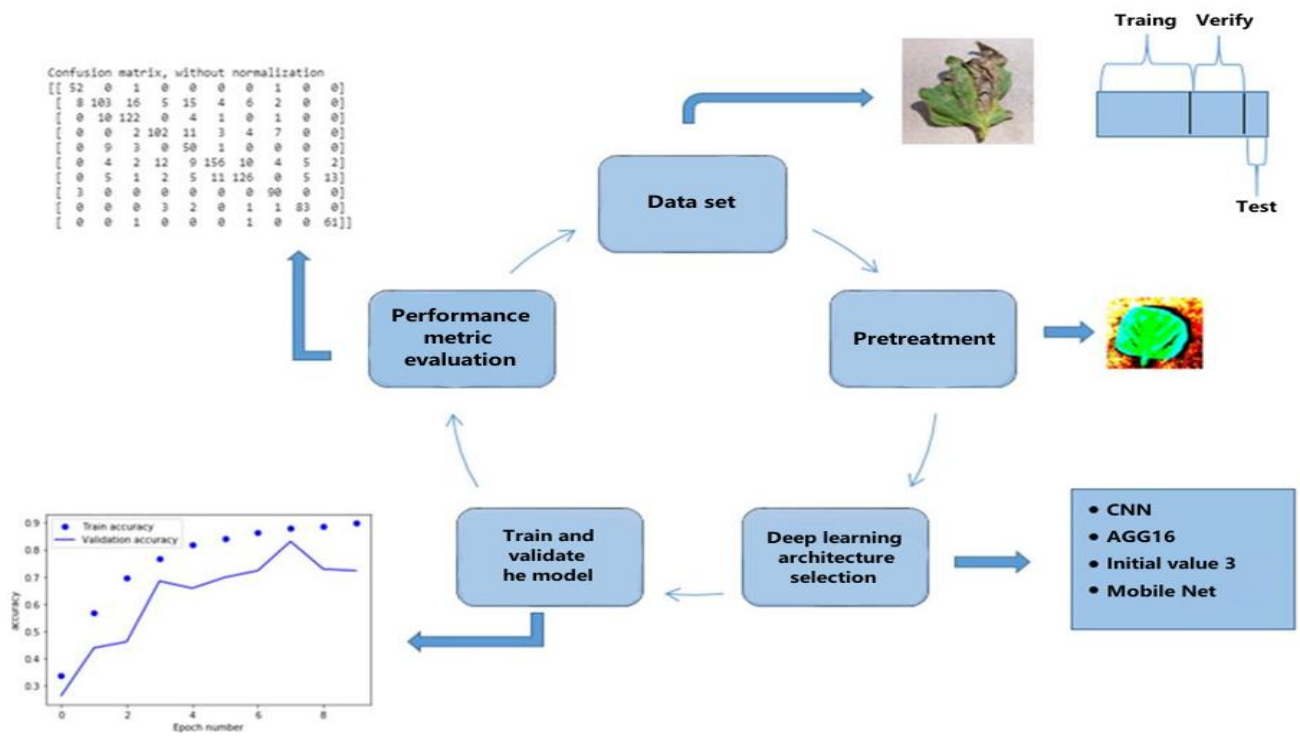 Traing Verify
Test
Confusion matrix, without normalization
[[ 52 0 1 0 0 0 0 1 0 0]
[ 8 103 16 5 15 4 6 2 0 0]
[ 0 10 122 0 4 1 0 1 0 0]
[ 0 0 2 102 11 3 4 7 0 0]
[ 0 9 3 0 50 1 0 0 0 0]
[ 0 4 2 12 9 156 10 4 5 2]
[ 0 5 1 2 5 11 126 0 5 13]
[ 3 0 0 0 0 0 0 90 0 0]
[ 0 0 0 3 2 0 1 1 83 0]
[ 0 0 1 0 0 0 1 0 0 61]]
Data set
Performance
metric
evaluation
Pretreatment
Train and
validate
he model
Deep learning
architecture
selection
• CNN
• AGG16
• Initial value 3
• Mobile Net
Train accuracy
Validation accuracy
accuracy
0.9
0.8
0.7
0.6
0.5
0.4
0.3
0 2 4 6 8
Epoch number